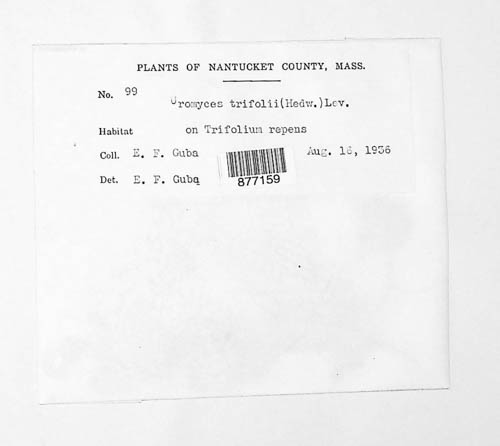 PLANTS OF NANTUCKET COUNTY, MASS.
No. 99
Uromyces trifolii(Hedw.)Lev.
Habitat on Trifolium repens
Coll. E. F. Guba Aug. 16, 1936
Det. E. F. Guba
877159